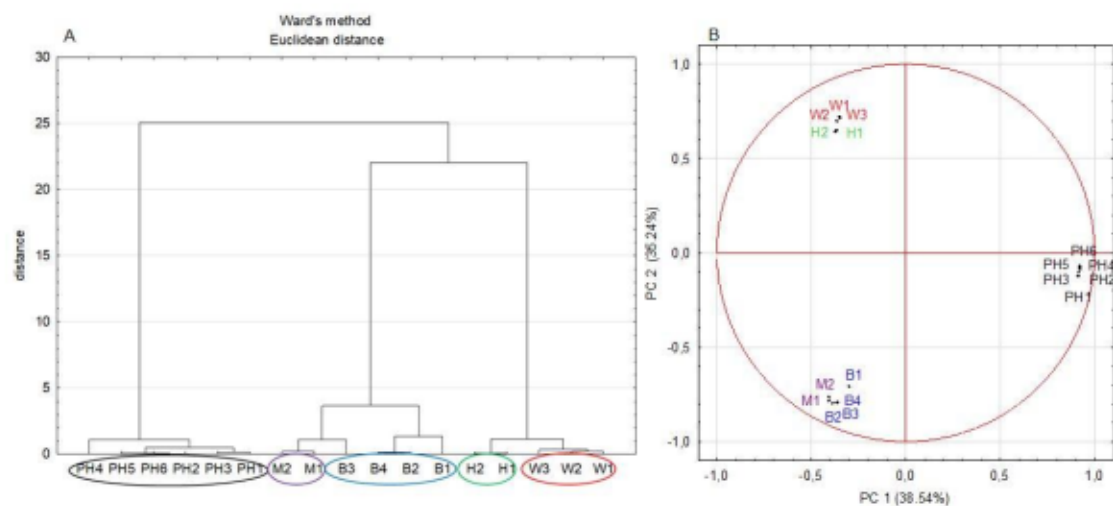 Ward's method
Euclidean distance
A
30
25
20
15
10
5
0
distance
PH4 PH5 PH6 PH2 PH3 PH1 M2 M1 B3 B4 B2 B1 H2 H1 W3 W2 W1
B
1,0
0,5
0,0
-0,5
-1,0
PC 2 (35.24%)
W1
W2 W3
H2 H1
PH6
PH5 PH4
PH3 PH2
PH1
B1
M2
M1 B4
B2 B3
-1,0 -0,5 0,0 0,5 1,0
PC 1 (38.54%)